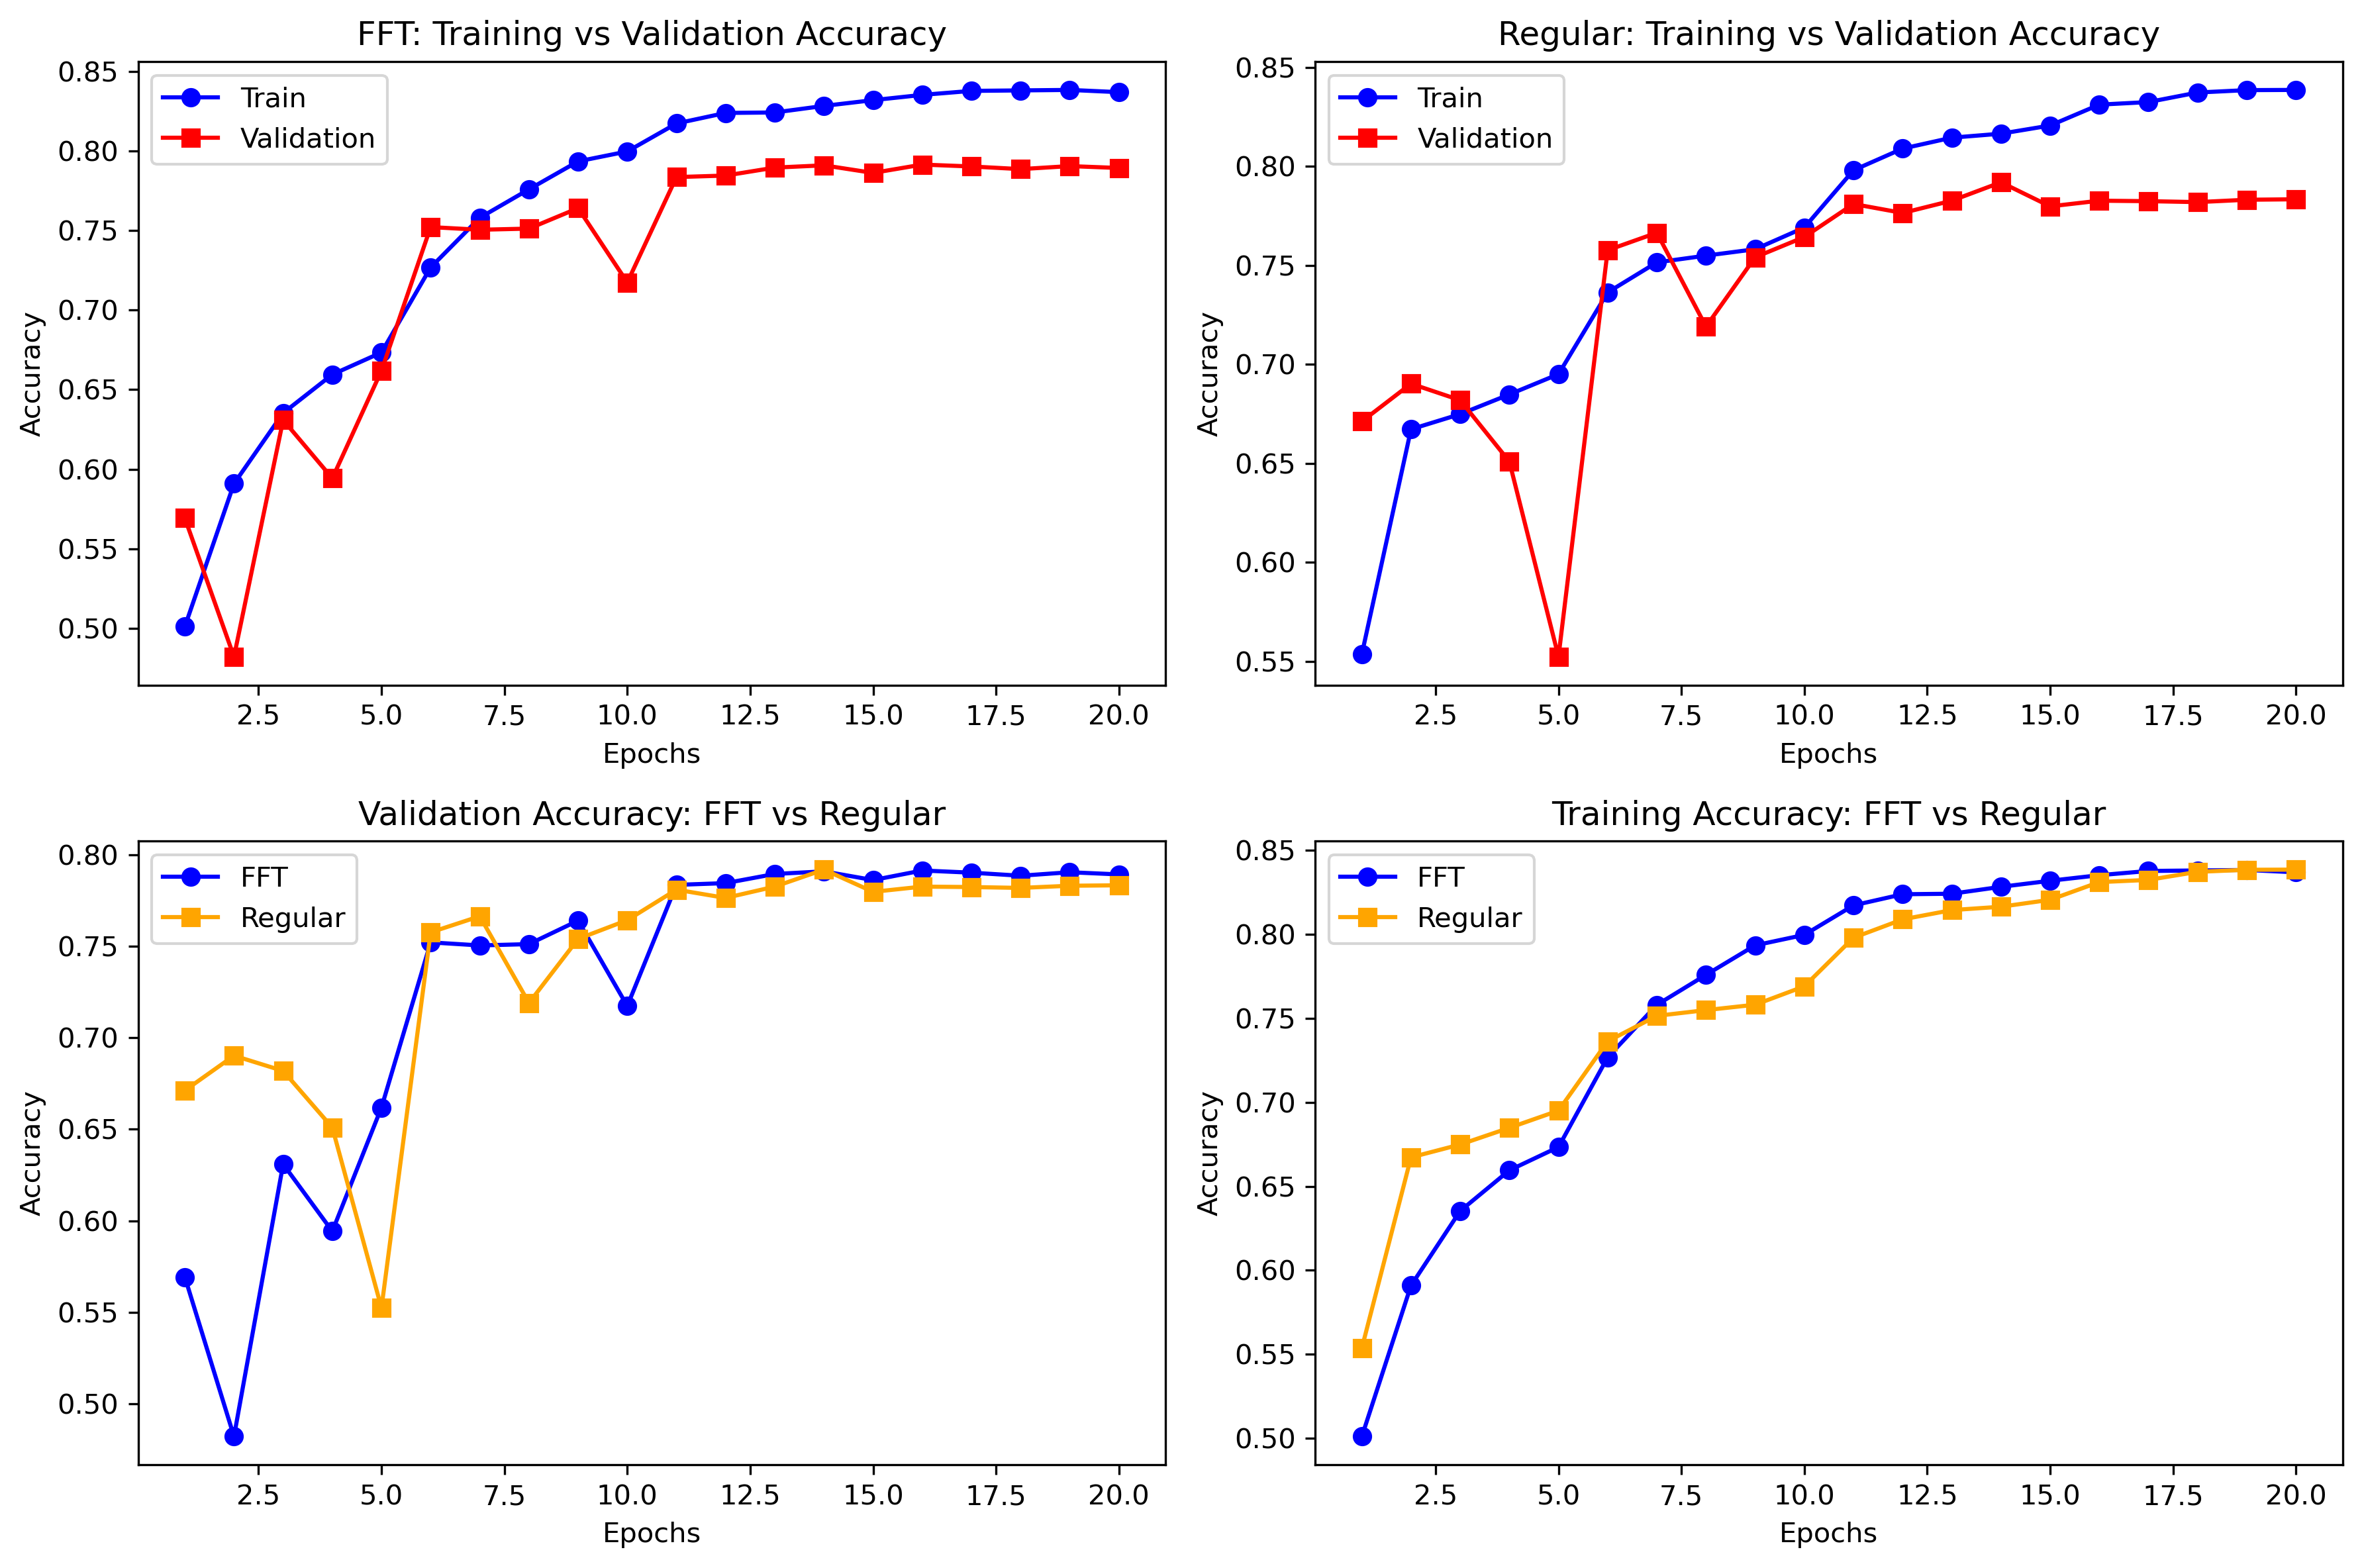 FFT: Training vs Validation Accuracy
Train
Validation
0.85
0.80
0.75
0.70
0.65
0.60
0.55
0.50
Accuracy
2.5 5.0 7.5 10.0 12.5 15.0 17.5 20.0
Epochs
Regular: Training vs Validation Accuracy
Train
Validation
0.85
0.80
0.75
0.70
0.65
0.60
0.55
Accuracy
2.5 5.0 7.5 10.0 12.5 15.0 17.5 20.0
Epochs
Validation Accuracy: FFT vs Regular
FFT
Regular
0.80
0.75
0.70
0.65
0.60
0.55
0.50
Accuracy
2.5 5.0 7.5 10.0 12.5 15.0 17.5 20.0
Epochs
Training Accuracy: FFT vs Regular
FFT
Regular
0.85
0.80
0.75
0.70
0.65
0.60
0.55
0.50
Accuracy
2.5 5.0 7.5 10.0 12.5 15.0 17.5 20.0
Epochs